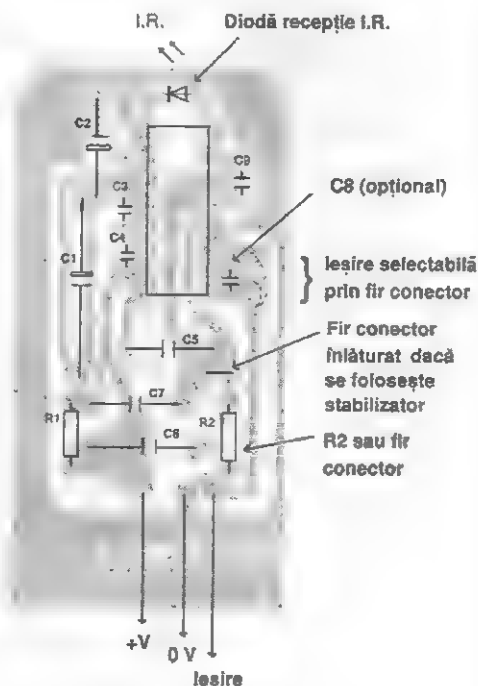 I.R.
Diodă recepție I.R.
C2
C9
C3
C8 (opțional)
C4
C1
Ieșire selectabilă
prin fir conector
C5
Fir conector
înlăturat dacă
se folosește
stabilizator
C7
R1
R2
C6
R2 sau fir
conector
+V
0 V
Iesire